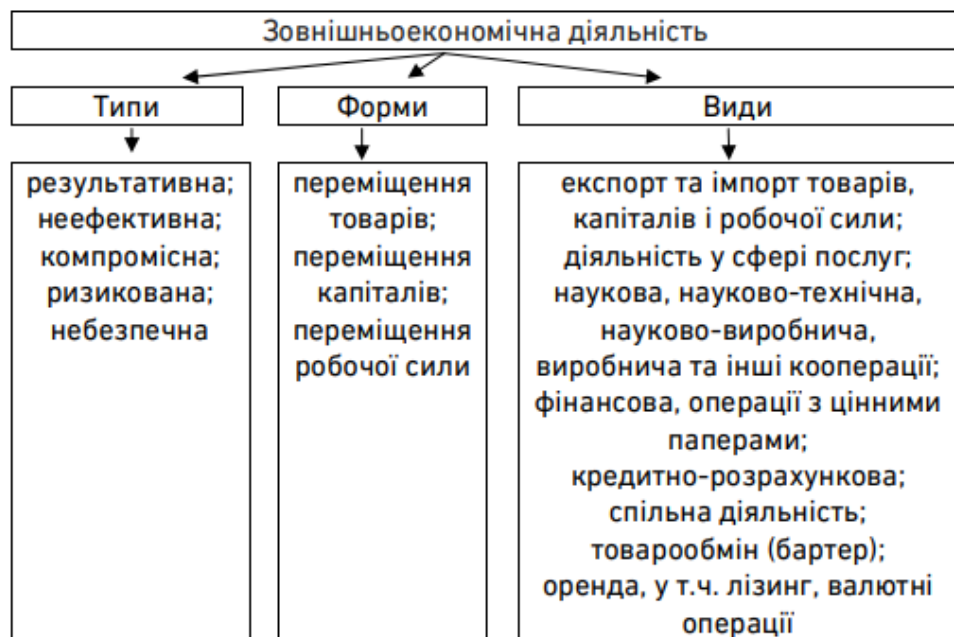 Зовнішньоекономічна діяльність
Типи
Форми
Види
результативна;
неефективна;
компромісна;
ризикована;
небезпечна
переміщення
товарів;
переміщення
капіталів;
переміщення
робочої сили
експорт та імпорт товарів,
капіталів і робочої сили;
діяльність у сфері послуг;
наукова, науково-технічна,
науково-виробнича,
виробнича та інші кооперації;
фінансова, операції з цінними
паперами;
кредитно-розрахункова;
спільна діяльність;
товарообмін (бартер);
оренда, у т.ч. лізинг, валютні
операції